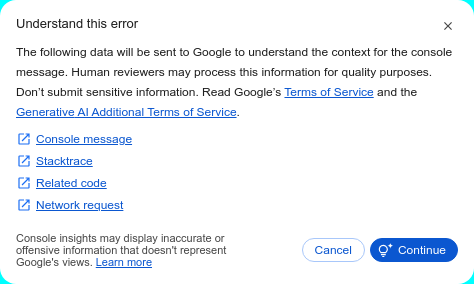 Understand this error
The following data will be sent to Google to understand the context for the console
message. Human reviewers may process this information for quality purposes.
Don’t submit sensitive information. Read Google’s Terms of Service and the
Generative AI Additional Terms of Service.
Console message
Stacktrace
Related code
Network request
Console insights may display inaccurate or
offensive information that doesn't represent
Google's views. Learn more
Cancel
Continue